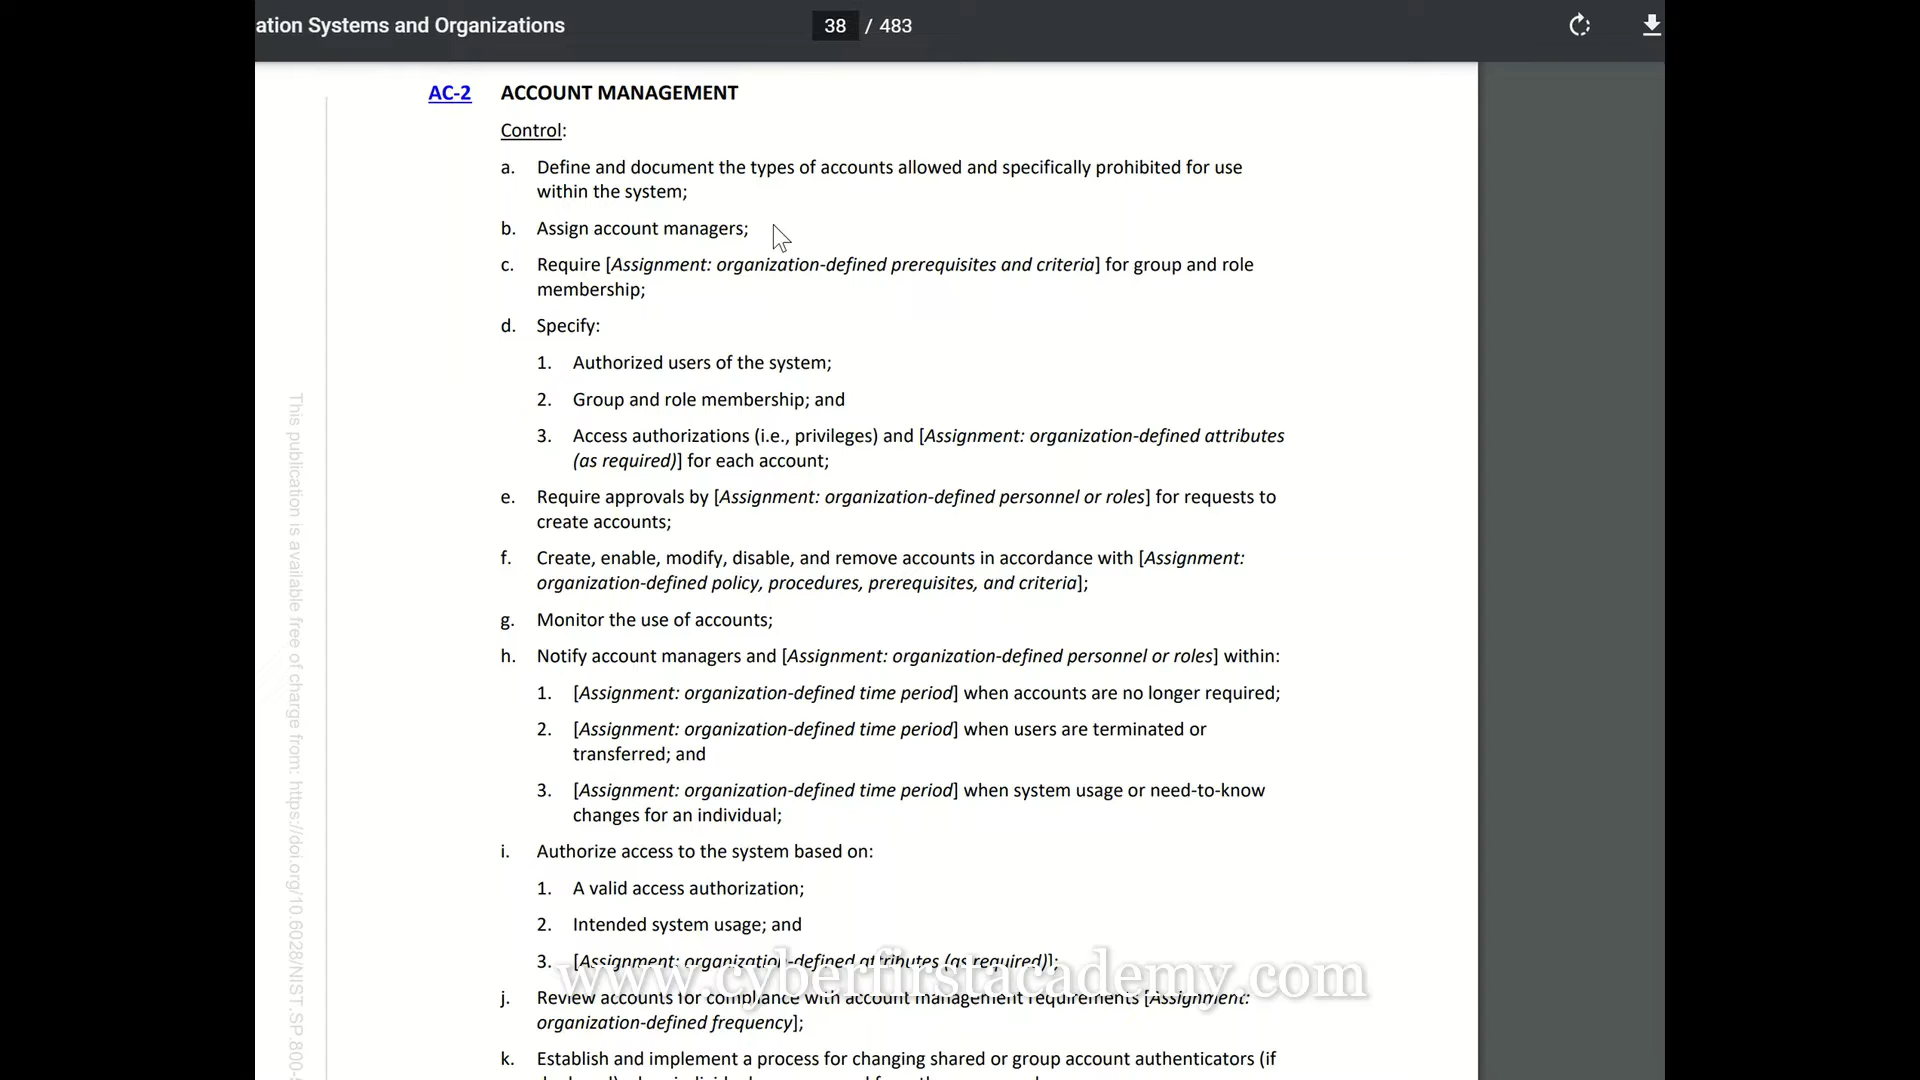 ation Systems and Organizations
38 / 483
AC-2 ACCOUNT MANAGEMENT
Control:
a. Define and document the types of accounts allowed and specifically prohibited for use
within the system;
b. Assign account managers;
c. Require [Assignment: organization-defined prerequisites and criteria] for group and role
membership;
d. Specify:
1. Authorized users of the system;
2. Group and role membership; and
3. Access authorizations (i.e., privileges) and [Assignment: organization-defined attributes
(as required)] for each account;
e. Require approvals by [Assignment: organization-defined personnel or roles] for requests to
create accounts;
f. Create, enable, modify, disable, and remove accounts in accordance with [Assignment:
organization-defined policy, procedures, prerequisites, and criteria];
g. Monitor the use of accounts;
h. Notify account managers and [Assignment: organization-defined personnel or roles] within:
1. [Assignment: organization-defined time period] when accounts are no longer required;
2. [Assignment: organization-defined time period] when users are terminated or
transferred; and
3. [Assignment: organization-defined time period] when system usage or need-to-know
changes for an individual;
i. Authorize access to the system based on:
1. A valid access authorization;
2. Intended system usage; and
3. [Assignment: organization-defined attributes (as required)];
www.cyberfirstacademy.com
j. Review accounts for compliance with account management requirements [Assignment:
organization-defined frequency];
k. Establish and implement a process for changing shared or group account authenticators (if
This publication is available free of charge from: https://doi.org/10.6028/NIST.SP.800-